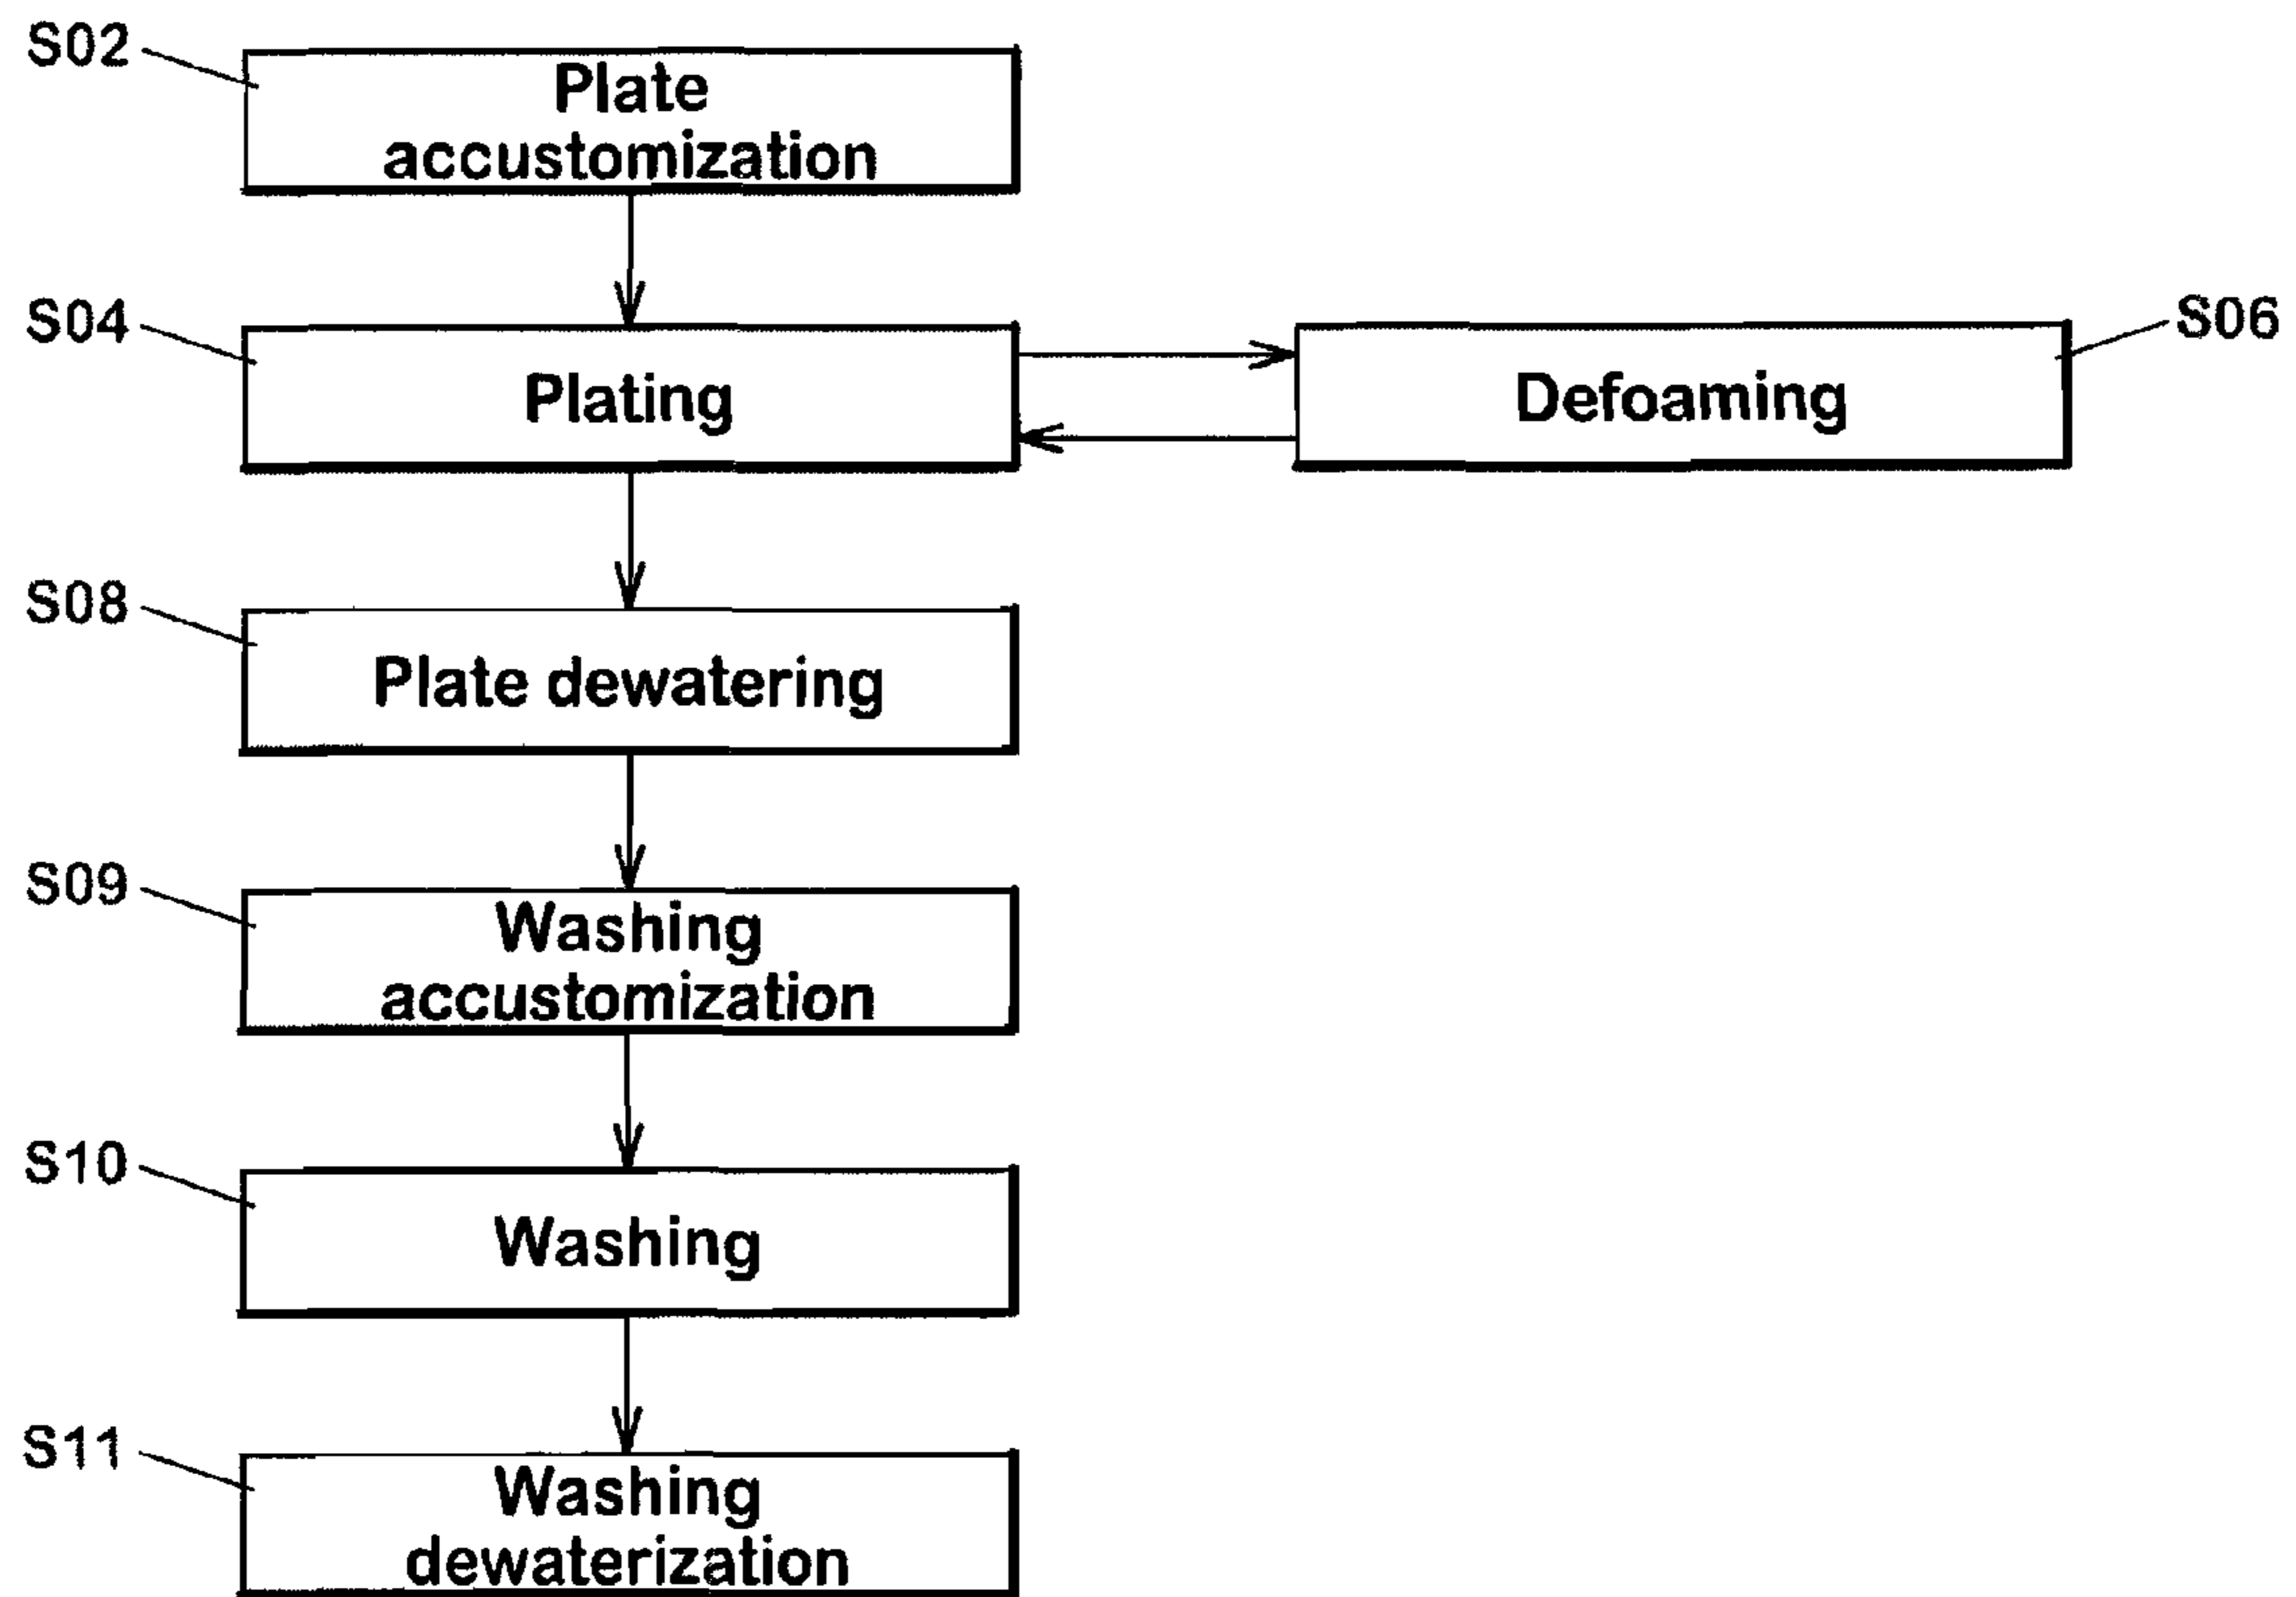 S02
Plate
accustomization
S04
Plating
Defoaming
S06
S08
Plate dewatering
S09
Washing
accustomization
S10
Washing
S11
Washing
dewaterization